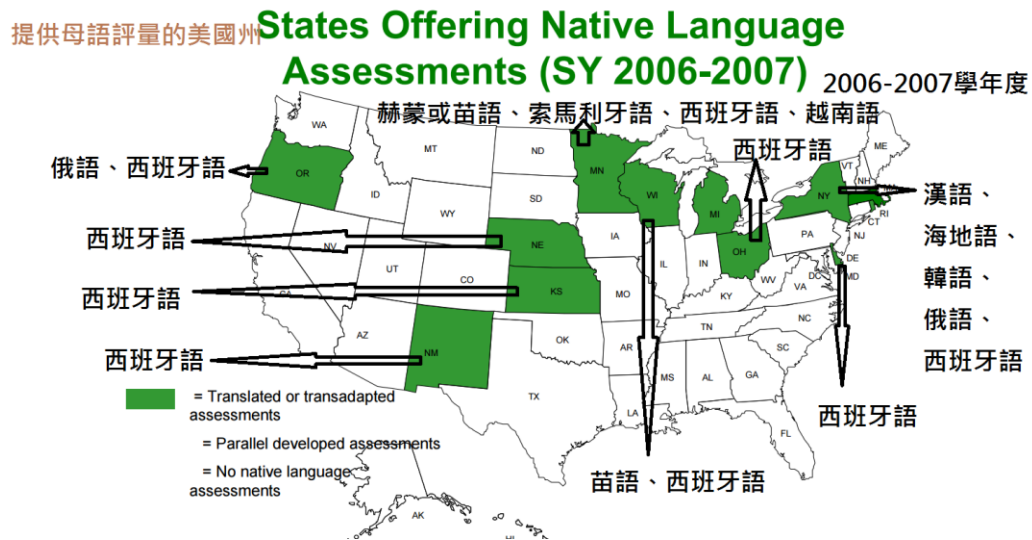 提供母語評量的美國州
States Offering Native Language
Assessments (SY 2006-2007)
2006-2007學年度
赫蒙或苗語、索馬利牙語、西班牙語、越南語
西班牙語
俄語、西班牙語
漢語、
海地語、
韓語、
俄語、
西班牙語
西班牙語
西班牙語
西班牙語
西班牙語
苗語、西班牙語
WA
OR
MT
ID
WY
ND
SD
MN
WI
MI
NY
VT
NH
ME
RI
CT
NJ
PA
DE
MD
DC
NV
CA
UT
CO
NE
KS
IA
IL
IN
OH
WV
VA
KY
MO
NC
TN
SC
AZ
NM
OK
AR
MS
AL
GA
TX
LA
FL
AK
HI
= Translated or transadapted
assessments
= Parallel developed assessments
= No native language
assessments